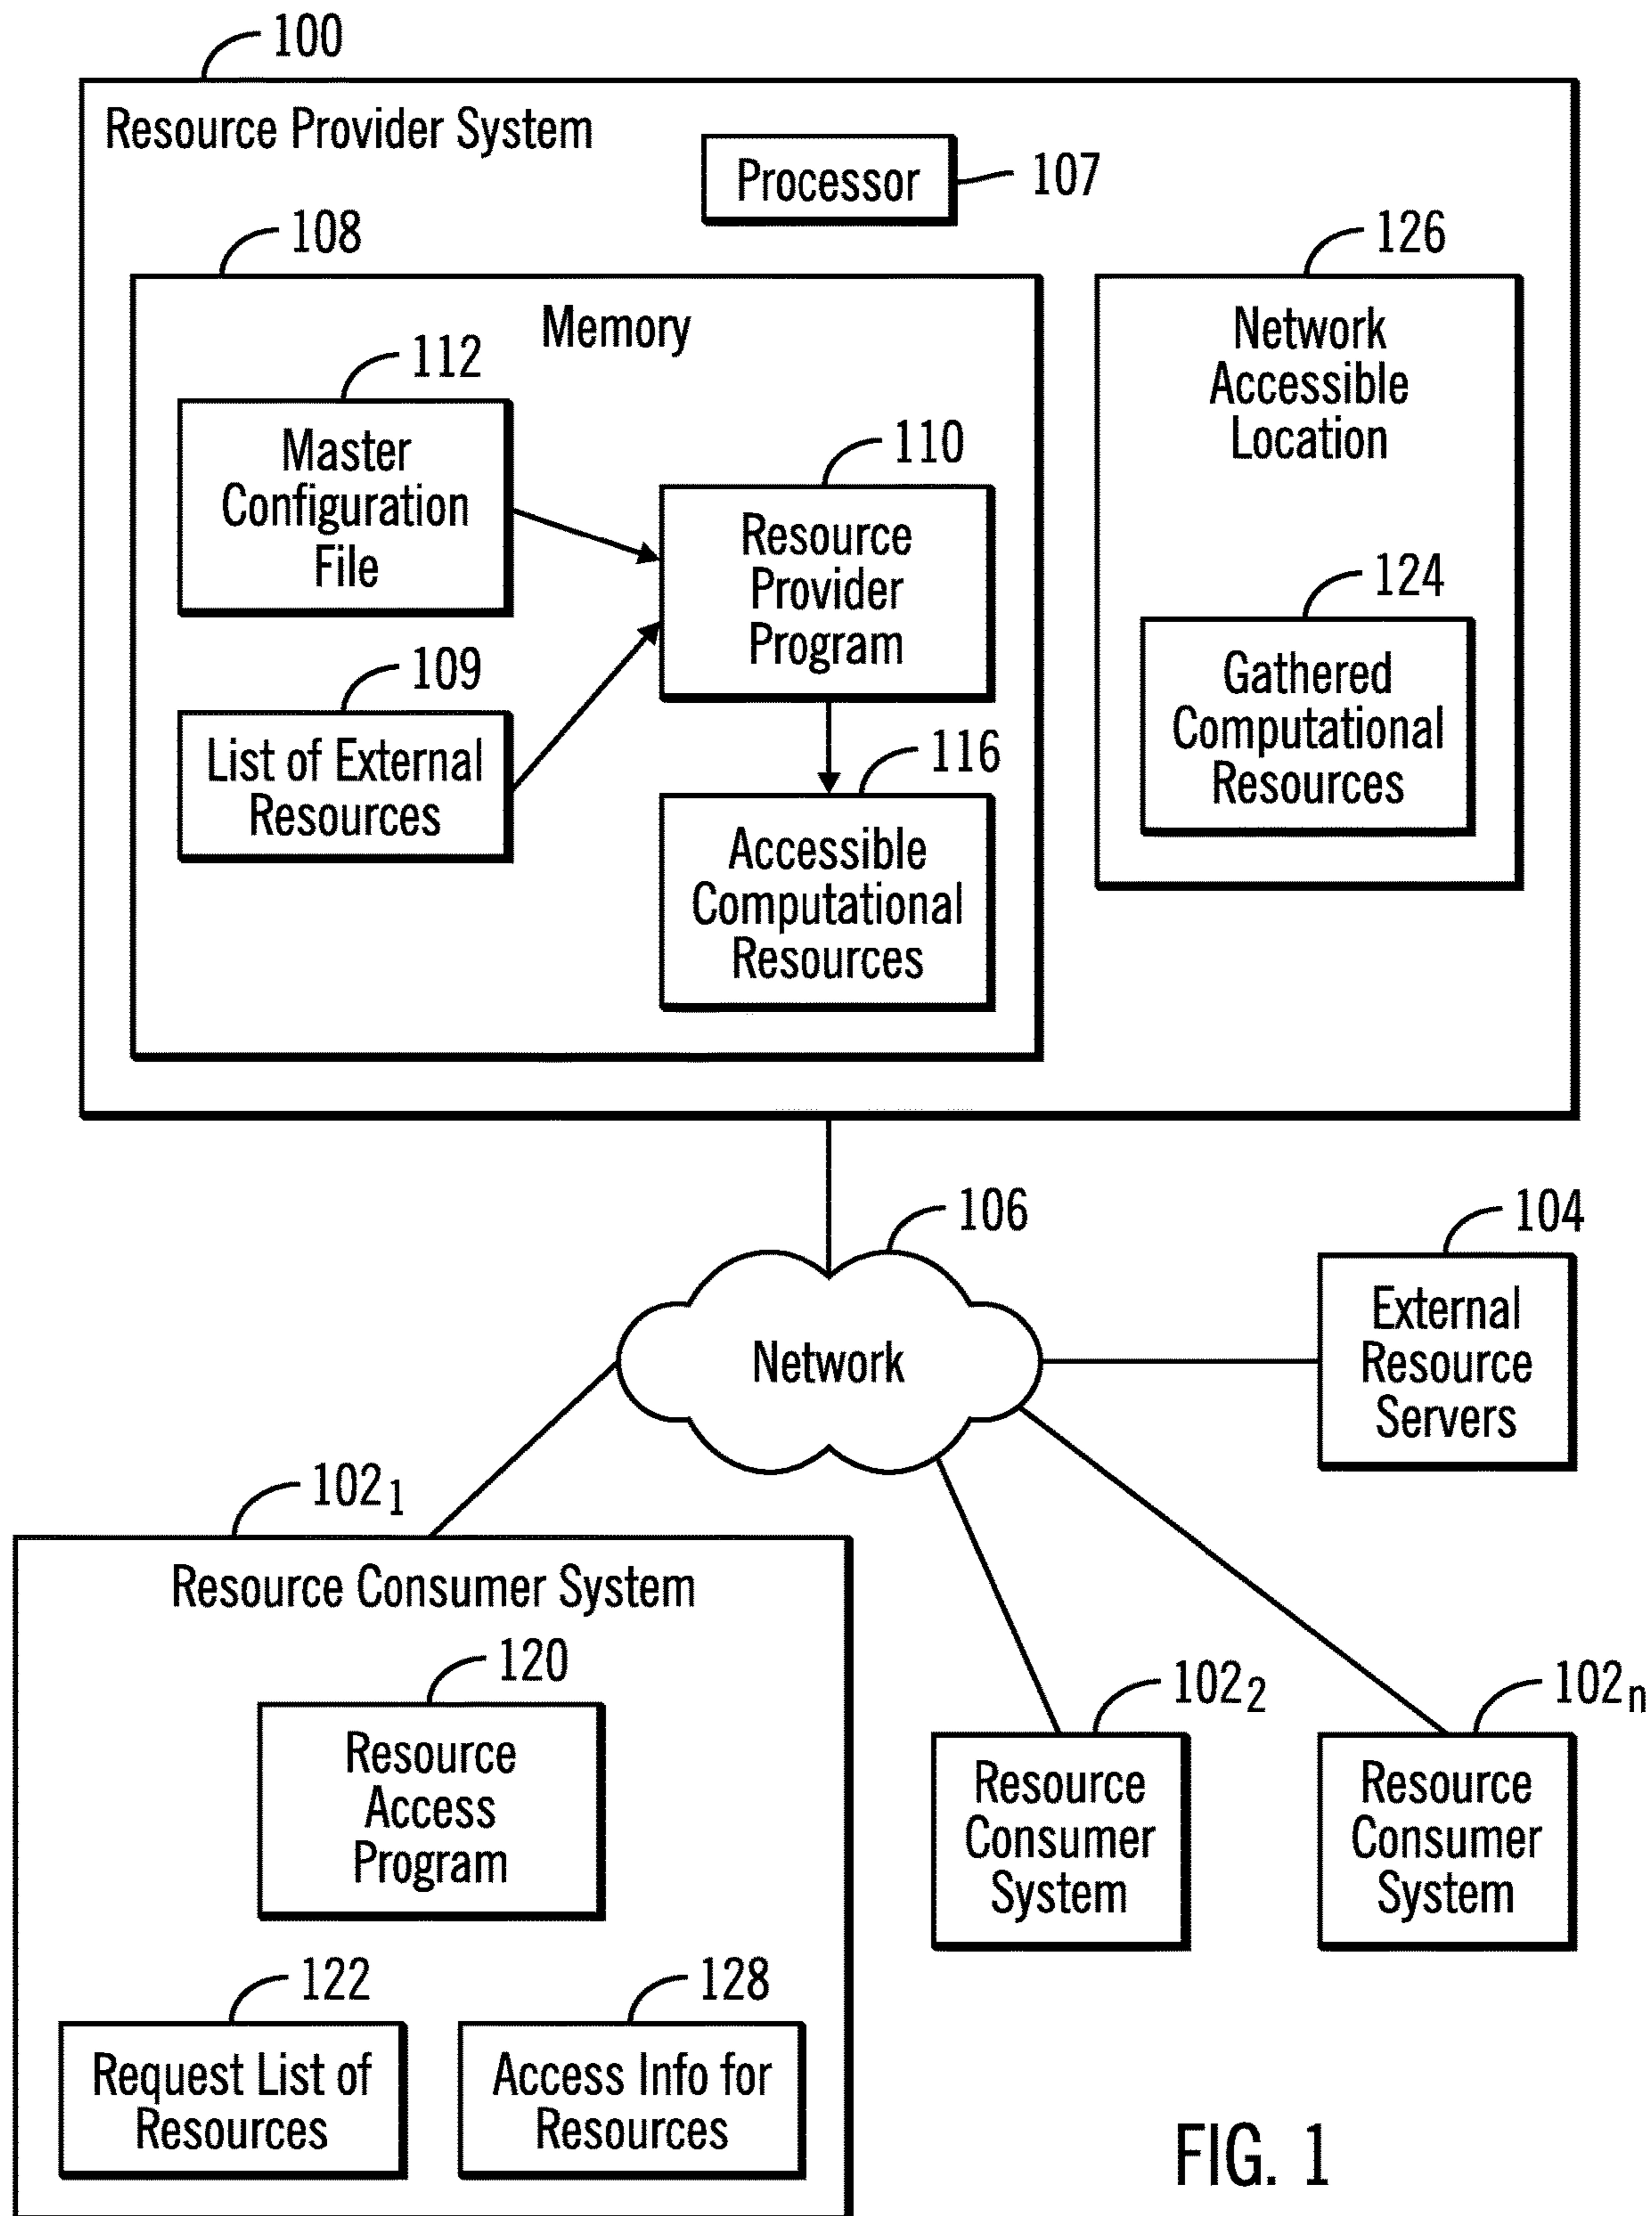 100
Resource Provider System
Processor
107
108
126
Memory
Network
Accessible
Location
112
Master
Configuration
File
110
Resource
Provider
Program
124
Gathered
Computational
Resources
109
List of External
Resources
116
Accessible
Computational
Resources
106
Network
104
External
Resource
Servers
102₁
Resource Consumer System
120
Resource
Access
Program
122
Request List of
Resources
128
Access Info for
Resources
102₂
Resource
Consumer
System
102ₙ
Resource
Consumer
System
FIG. 1